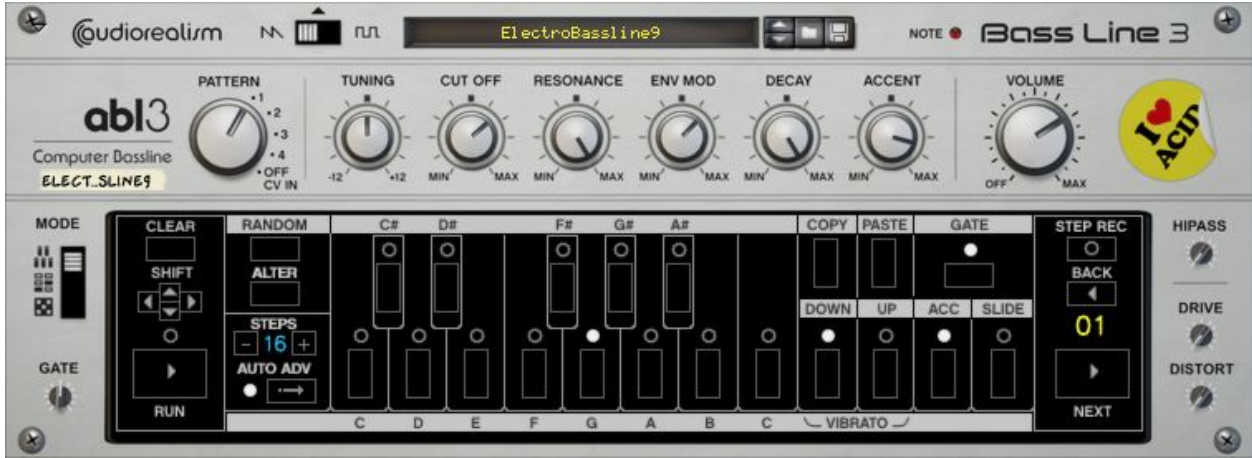 audiorealism
ElectroBassline9
NOTE
Bass Line 3
PATTERN
1
2
3
4
OFF
CV IN
TUNING
-12
+12
CUT OFF
MIN
MAX
RESONANCE
MIN
MAX
ENV MOD
MIN
MAX
DECAY
MIN
MAX
ACCENT
MIN
MAX
VOLUME
OFF
MAX
abl3
Computer Bassline
ELECT_SLINE9
I ❤ ACID
MODE
GATE
CLEAR
SHIFT
RUN
RANDOM
ALTER
STEPS
- 16 +
AUTO ADV
C# D# F# G# A#
C D E F G A B C
COPY PASTE GATE
DOWN UP ACC SLIDE
VIBRATO
STEP REC
BACK
01
NEXT
HIPASS
DRIVE
DISTORT